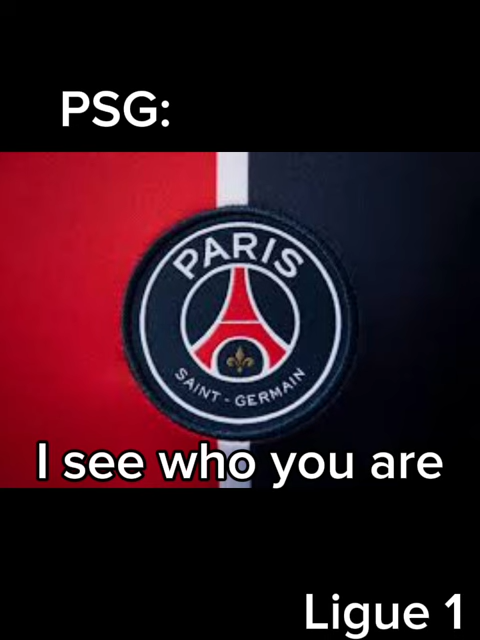 PSG:
PARIS
SAINT-GERMAIN
I see who you are
Ligue 1